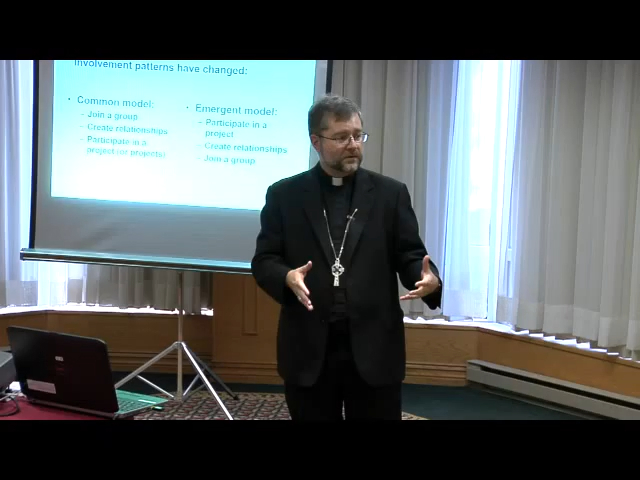 Involvement patterns have changed:
• Common model:
– Join a group
– Create relationships
– Participate in a
project (or projects)
• Emergent model:
– Participate in a
project
– Create relationships
– Join a group